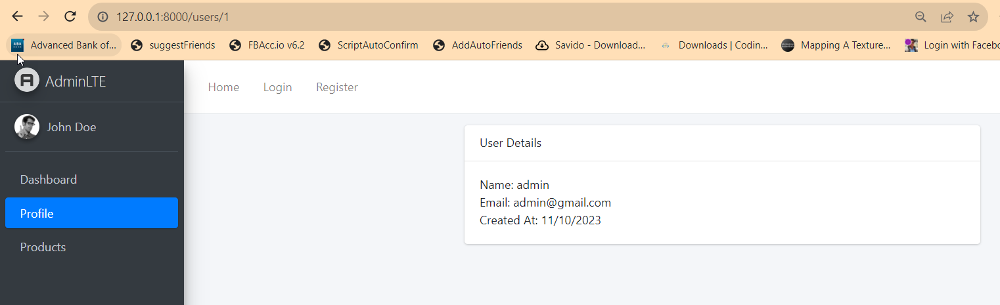 127.0.0.1:8000/users/1
Advanced Bank of... suggestFriends FBAcc.io v6.2 ScriptAutoConfirm AddAutoFriends Savido - Download... Downloads | Codin... Mapping A Texture... Login with Facebo
AdminLTE
Home Login Register
John Doe
Dashboard
Profile
Products
User Details
Name: admin
Email: admin@gmail.com
Created At: 11/10/2023